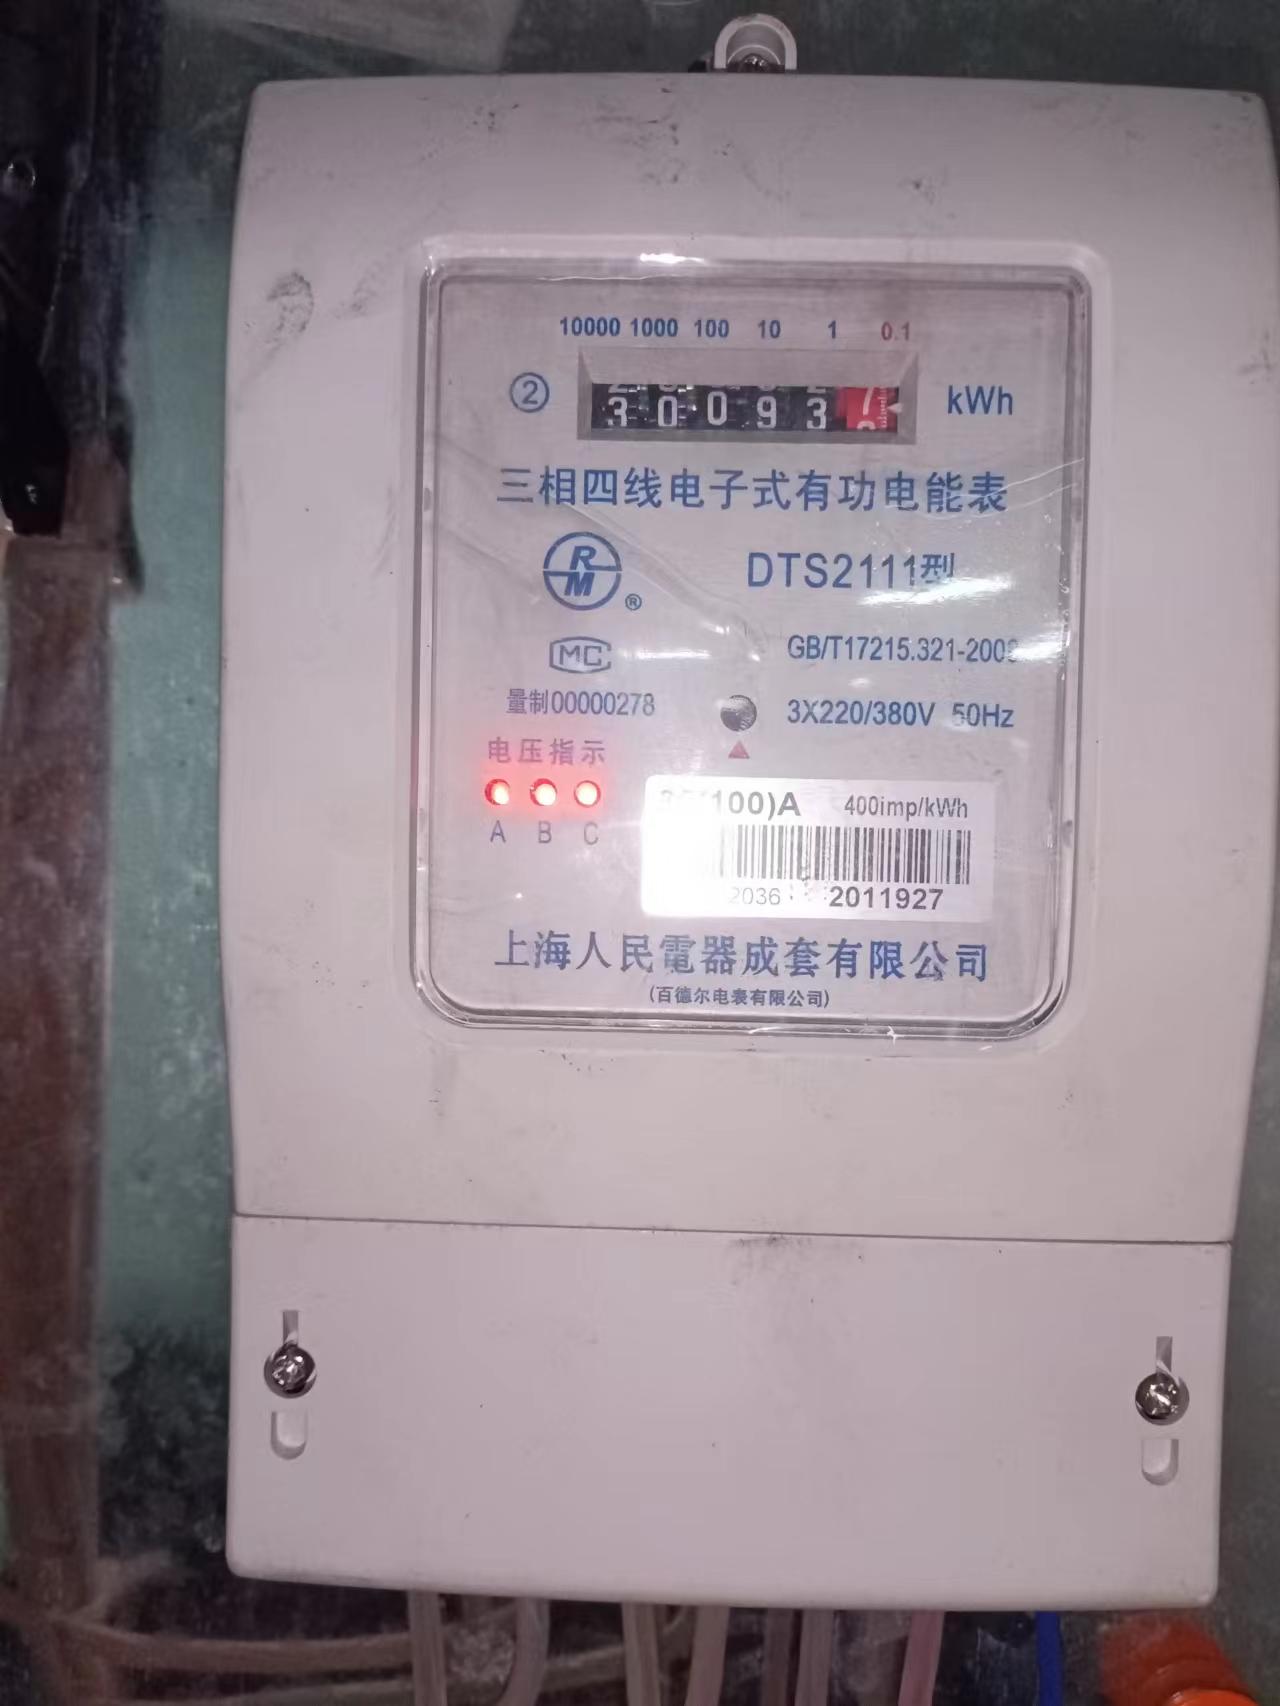 10000 1000 100 10 1 0.1
② 30093 7 kWh
三相四线电子式有功电能表
RM®
DTS2111型
MC
GB/T17215.321-200
量制00000278
3X220/380V 50Hz
电压指示
A B C
(100)A 400imp/kWh
2036 2011927
上海人民電器成套有限公司
(百德尔电表有限公司)